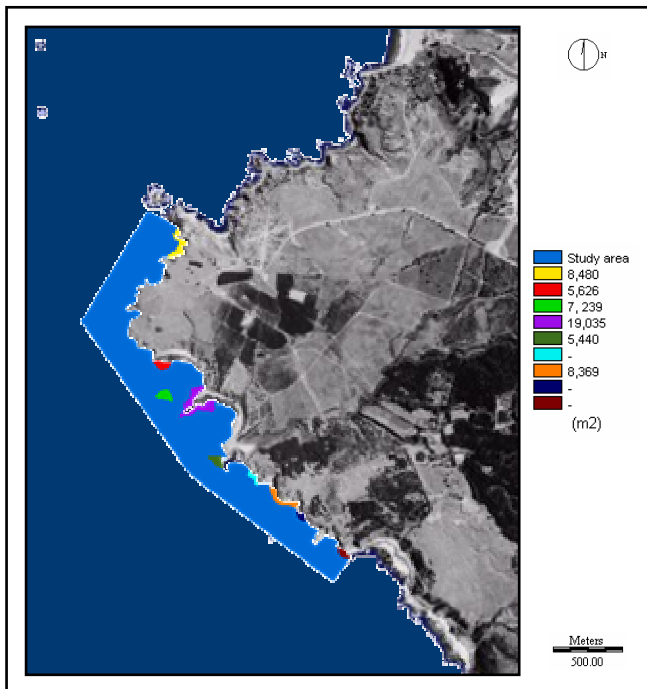 N
Study area
8,480
5,626
7, 239
19,035
5,440
-
8,369
-
-
(m2)
Meters
500.00